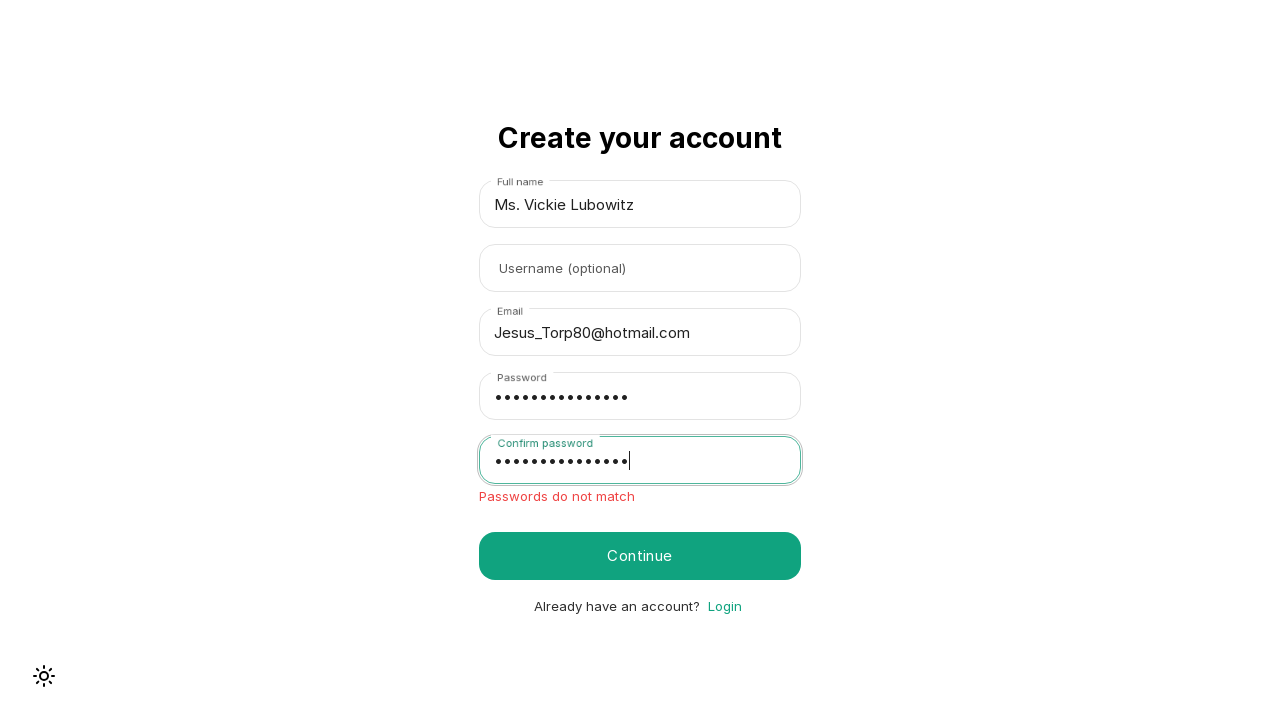 Create your account
Full name
Ms. Vickie Lubowitz
Username (optional)
Email
Jesus_Torp80@hotmail.com
Password
•••••••••••••••
Confirm password
•••••••••••••••
Passwords do not match
Continue
Already have an account? Login